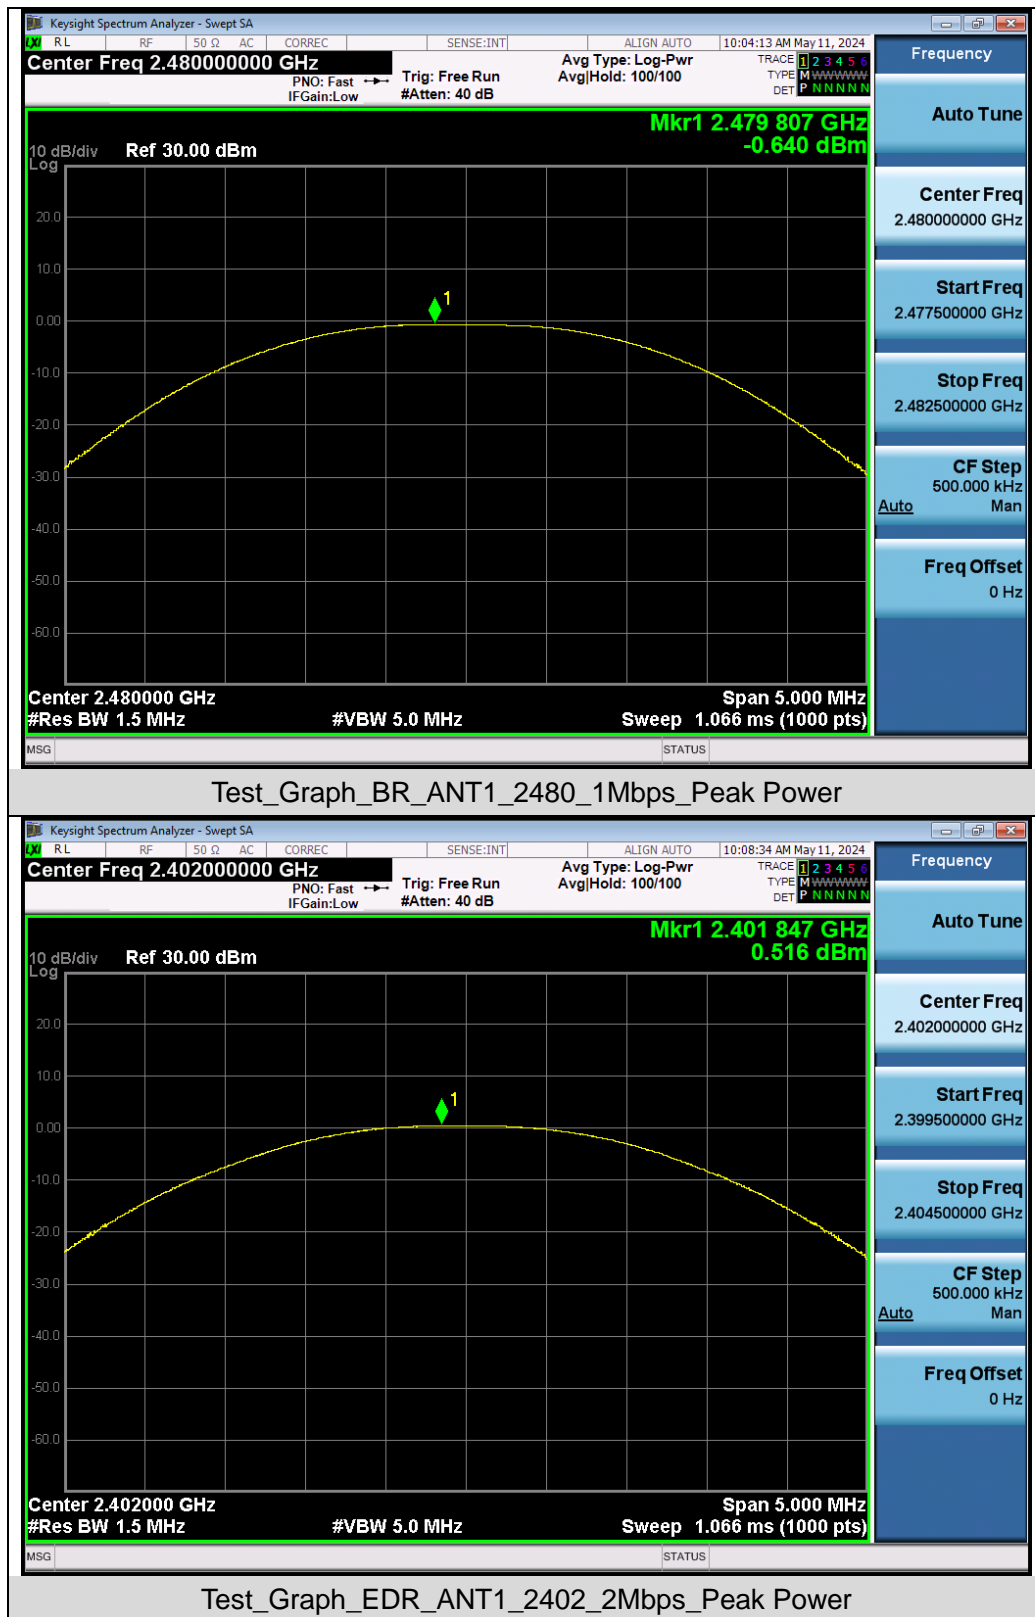 Keysight Spectrum Analyzer - Swept SA
LXI RL RF 50 Ω AC CORREC SENSE:INT ALIGN AUTO 10:04:13 AM May 11, 2024
Center Freq 2.480000000 GHz
PNO: Fast
IFGain:Low
Trig: Free Run
#Atten: 40 dB
Avg Type: Log-Pwr
Avg|Hold: 100/100
TRACE 1 2 3 4 5 6
TYPE M WWWWW
DET P N N N N N
Frequency
Mkr1 2.479 807 GHz
-0.640 dBm
10 dB/div Ref 30.00 dBm
Log
20.0
10.0
0.00
-10.0
-20.0
-30.0
-40.0
-50.0
-60.0
1
Center 2.480000 GHz
Span 5.000 MHz
#Res BW 1.5 MHz #VBW 5.0 MHz Sweep 1.066 ms (1000 pts)
Auto Tune
Center Freq
2.480000000 GHz
Start Freq
2.477500000 GHz
Stop Freq
2.482500000 GHz
CF Step
500.000 kHz
Auto Man
Freq Offset
0 Hz
MSG STATUS
Test_Graph_BR_ANT1_2480_1Mbps_Peak Power
Keysight Spectrum Analyzer - Swept SA
LXI RL RF 50 Ω AC CORREC SENSE:INT ALIGN AUTO 10:08:34 AM May 11, 2024
Center Freq 2.402000000 GHz
PNO: Fast
IFGain:Low
Trig: Free Run
#Atten: 40 dB
Avg Type: Log-Pwr
Avg|Hold: 100/100
TRACE 1 2 3 4 5 6
TYPE M WWWWW
DET P N N N N N
Frequency
Mkr1 2.401 847 GHz
0.516 dBm
10 dB/div Ref 30.00 dBm
Log
20.0
10.0
0.00
-10.0
-20.0
-30.0
-40.0
-50.0
-60.0
1
Center 2.402000 GHz
Span 5.000 MHz
#Res BW 1.5 MHz #VBW 5.0 MHz Sweep 1.066 ms (1000 pts)
Auto Tune
Center Freq
2.402000000 GHz
Start Freq
2.399500000 GHz
Stop Freq
2.404500000 GHz
CF Step
500.000 kHz
Auto Man
Freq Offset
0 Hz
MSG STATUS
Test_Graph_EDR_ANT1_2402_2Mbps_Peak Power